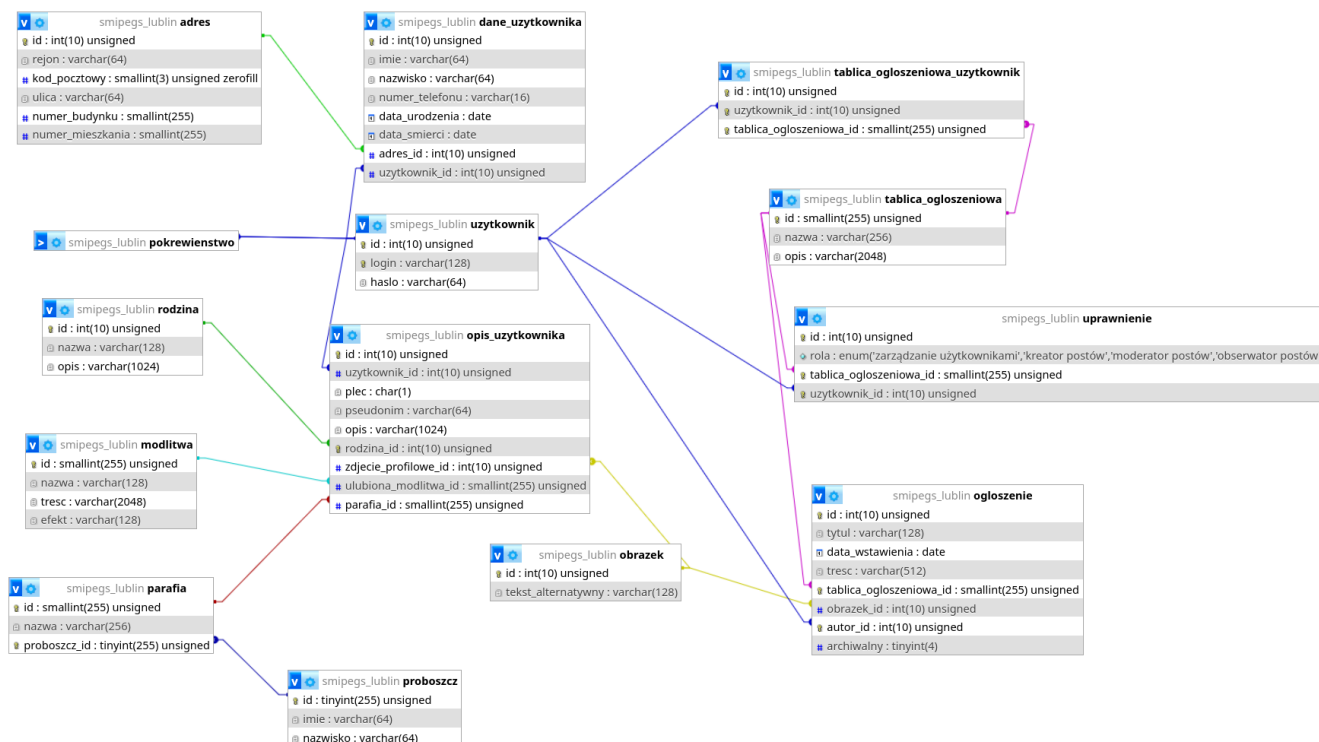 smipegs_lublin adres
id : int(10) unsigned
rejon : varchar(64)
kod_pocztowy : smallint(3) unsigned zerofill
ulica : varchar(64)
numer_budynku : smallint(255)
numer_mieszkania : smallint(255)
smipegs_lublin dane_uzytkownika
id : int(10) unsigned
imie : varchar(64)
nazwisko : varchar(64)
numer_telefonu : varchar(16)
data_urodzenia : date
data_smierci : date
adres_id : int(10) unsigned
uzytkownik_id : int(10) unsigned
smipegs_lublin tablica_ogloszeniowa_uzytkownik
id : int(10) unsigned
uzytkownik_id : int(10) unsigned
tablica_ogloszeniowa_id : smallint(255) unsigned
smipegs_lublin tablica_ogloszeniowa
id : smallint(255) unsigned
nazwa : varchar(256)
opis : varchar(2048)
smipegs_lublin pokrewienstwo
smipegs_lublin uzytkownik
id : int(10) unsigned
login : varchar(128)
haslo : varchar(64)
smipegs_lublin rodzina
id : int(10) unsigned
nazwa : varchar(128)
opis : varchar(1024)
smipegs_lublin opis_uzytkownika
id : int(10) unsigned
uzytkownik_id : int(10) unsigned
plec : char(1)
pseudonim : varchar(64)
opis : varchar(1024)
rodzina_id : int(10) unsigned
zdjecie_profilowe_id : int(10) unsigned
ulubiona_modlitwa_id : smallint(255) unsigned
parafia_id : smallint(255) unsigned
smipegs_lublin uprawnienie
id : int(10) unsigned
rola : enum('zarządzanie użytkownikami','kreator postów','moderator postów','obserwator postów
tablica_ogloszeniowa_id : smallint(255) unsigned
uzytkownik_id : int(10) unsigned
smipegs_lublin modlitwa
id : smallint(255) unsigned
nazwa : varchar(128)
tresc : varchar(2048)
efekt : varchar(128)
smipegs_lublin obrazek
id : int(10) unsigned
tekst_alternatywny : varchar(128)
smipegs_lublin ogloszenie
id : int(10) unsigned
tytul : varchar(128)
data_wstawienia : date
tresc : varchar(512)
tablica_ogloszeniowa_id : smallint(255) unsigned
obrazek_id : int(10) unsigned
autor_id : int(10) unsigned
archiwalny : tinyint(4)
smipegs_lublin parafia
id : smallint(255) unsigned
nazwa : varchar(256)
proboszcz_id : tinyint(255) unsigned
smipegs_lublin proboszcz
id : tinyint(255) unsigned
imie : varchar(64)
nazwisko : varchar(64)